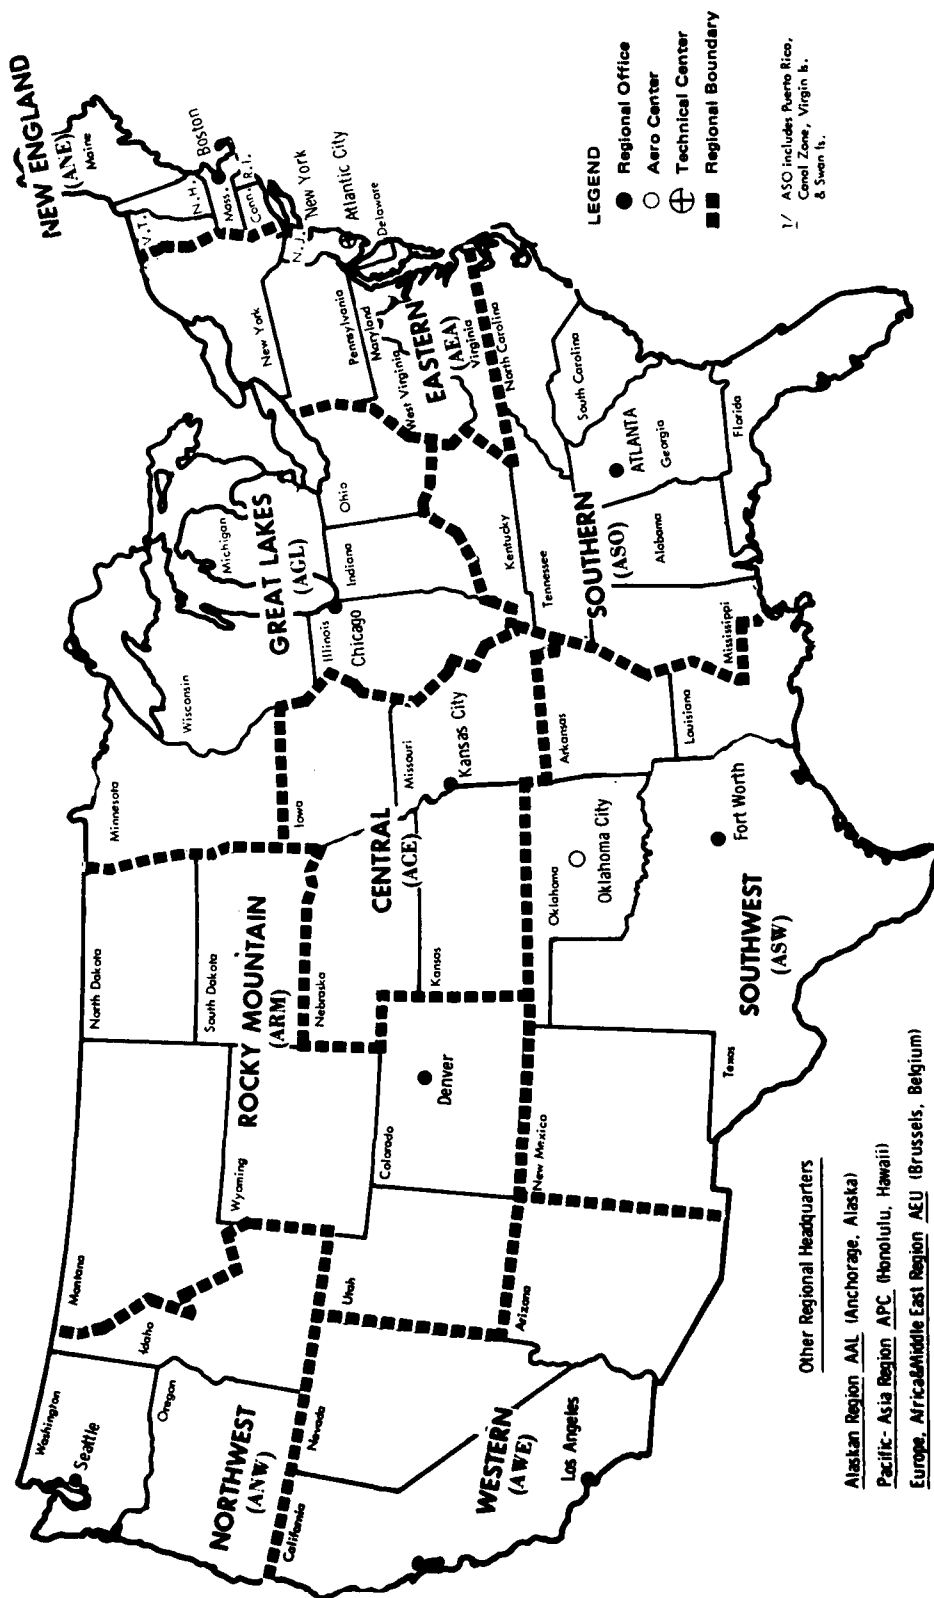 NEW ENGLAND
(ANE)
Maine
V.T.
N.H.
Boston
Mass.
Conn.
R.I.
New York
New York
N.J.
Atlantic City
Delaware
Pennsylvania
Maryland
West Virginia
EASTERN
(AEA)
Virginia
North Carolina
South Carolina
GREAT LAKES
(AGL)
Michigan
Ohio
Indiana
Illinois
Chicago
Wisconsin
Minnesota
SOUTHERN
(ASO)
Kentucky
Tennessee
ATLANTA
Georgia
Alabama
Florida
Mississippi
CENTRAL
(ACE)
Iowa
Missouri
Kansas City
Nebraska
Kansas
ROCKY MOUNTAIN
(ARM)
North Dakota
South Dakota
Montana
Wyoming
Colorado
Denver
Utah
SOUTHWEST
(ASW)
Arkansas
Louisiana
Oklahoma
Oklahoma City
Fort Worth
Texas
New Mexico
NORTHWEST
(ANW)
Washington
Seattle
Oregon
Idaho
WESTERN
(AWE)
California
Nevada
Arizona
Los Angeles
LEGEND
Regional Office
Aero Center
Technical Center
Regional Boundary
1/ ASO includes Puerto Rico,
Canal Zone, Virgin Is.
& Swan Is.
Other Regional Headquarters
Alaskan Region AAL (Anchorage, Alaska)
Pacific- Asia Region APC (Honolulu, Hawaii)
Europe, Africa&Middle East Region AEU (Brussels, Belgium)